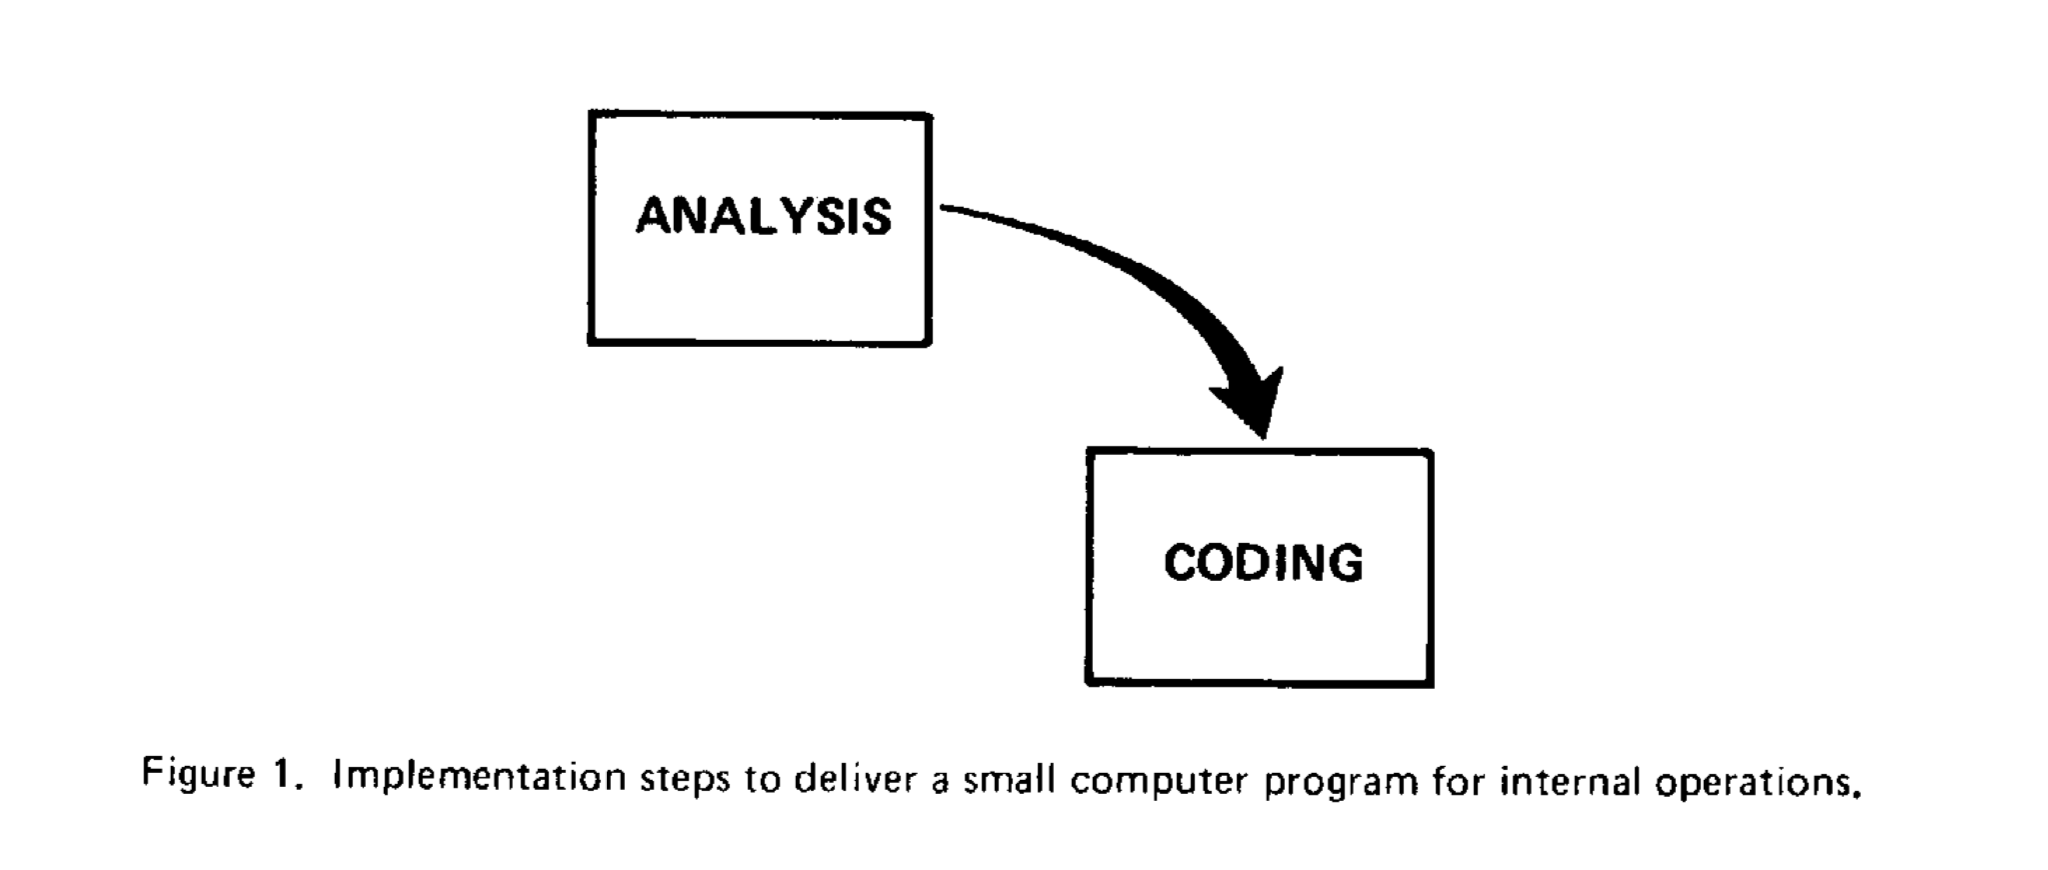 ANALYSIS
CODING
Figure 1. Implementation steps to deliver a small computer program for internal operations.